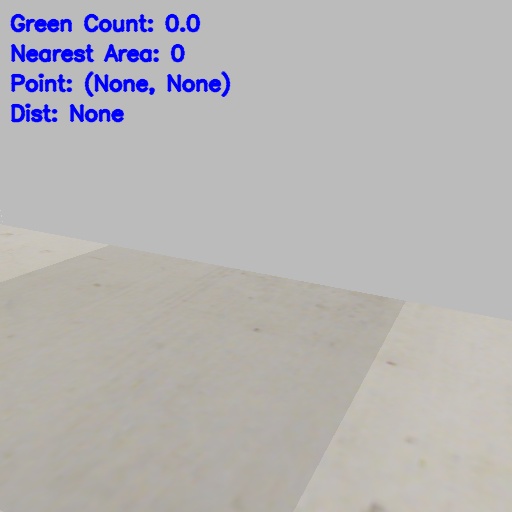 Green Count: 0.0
Nearest Area: 0
Point: (None, None)
Dist: None